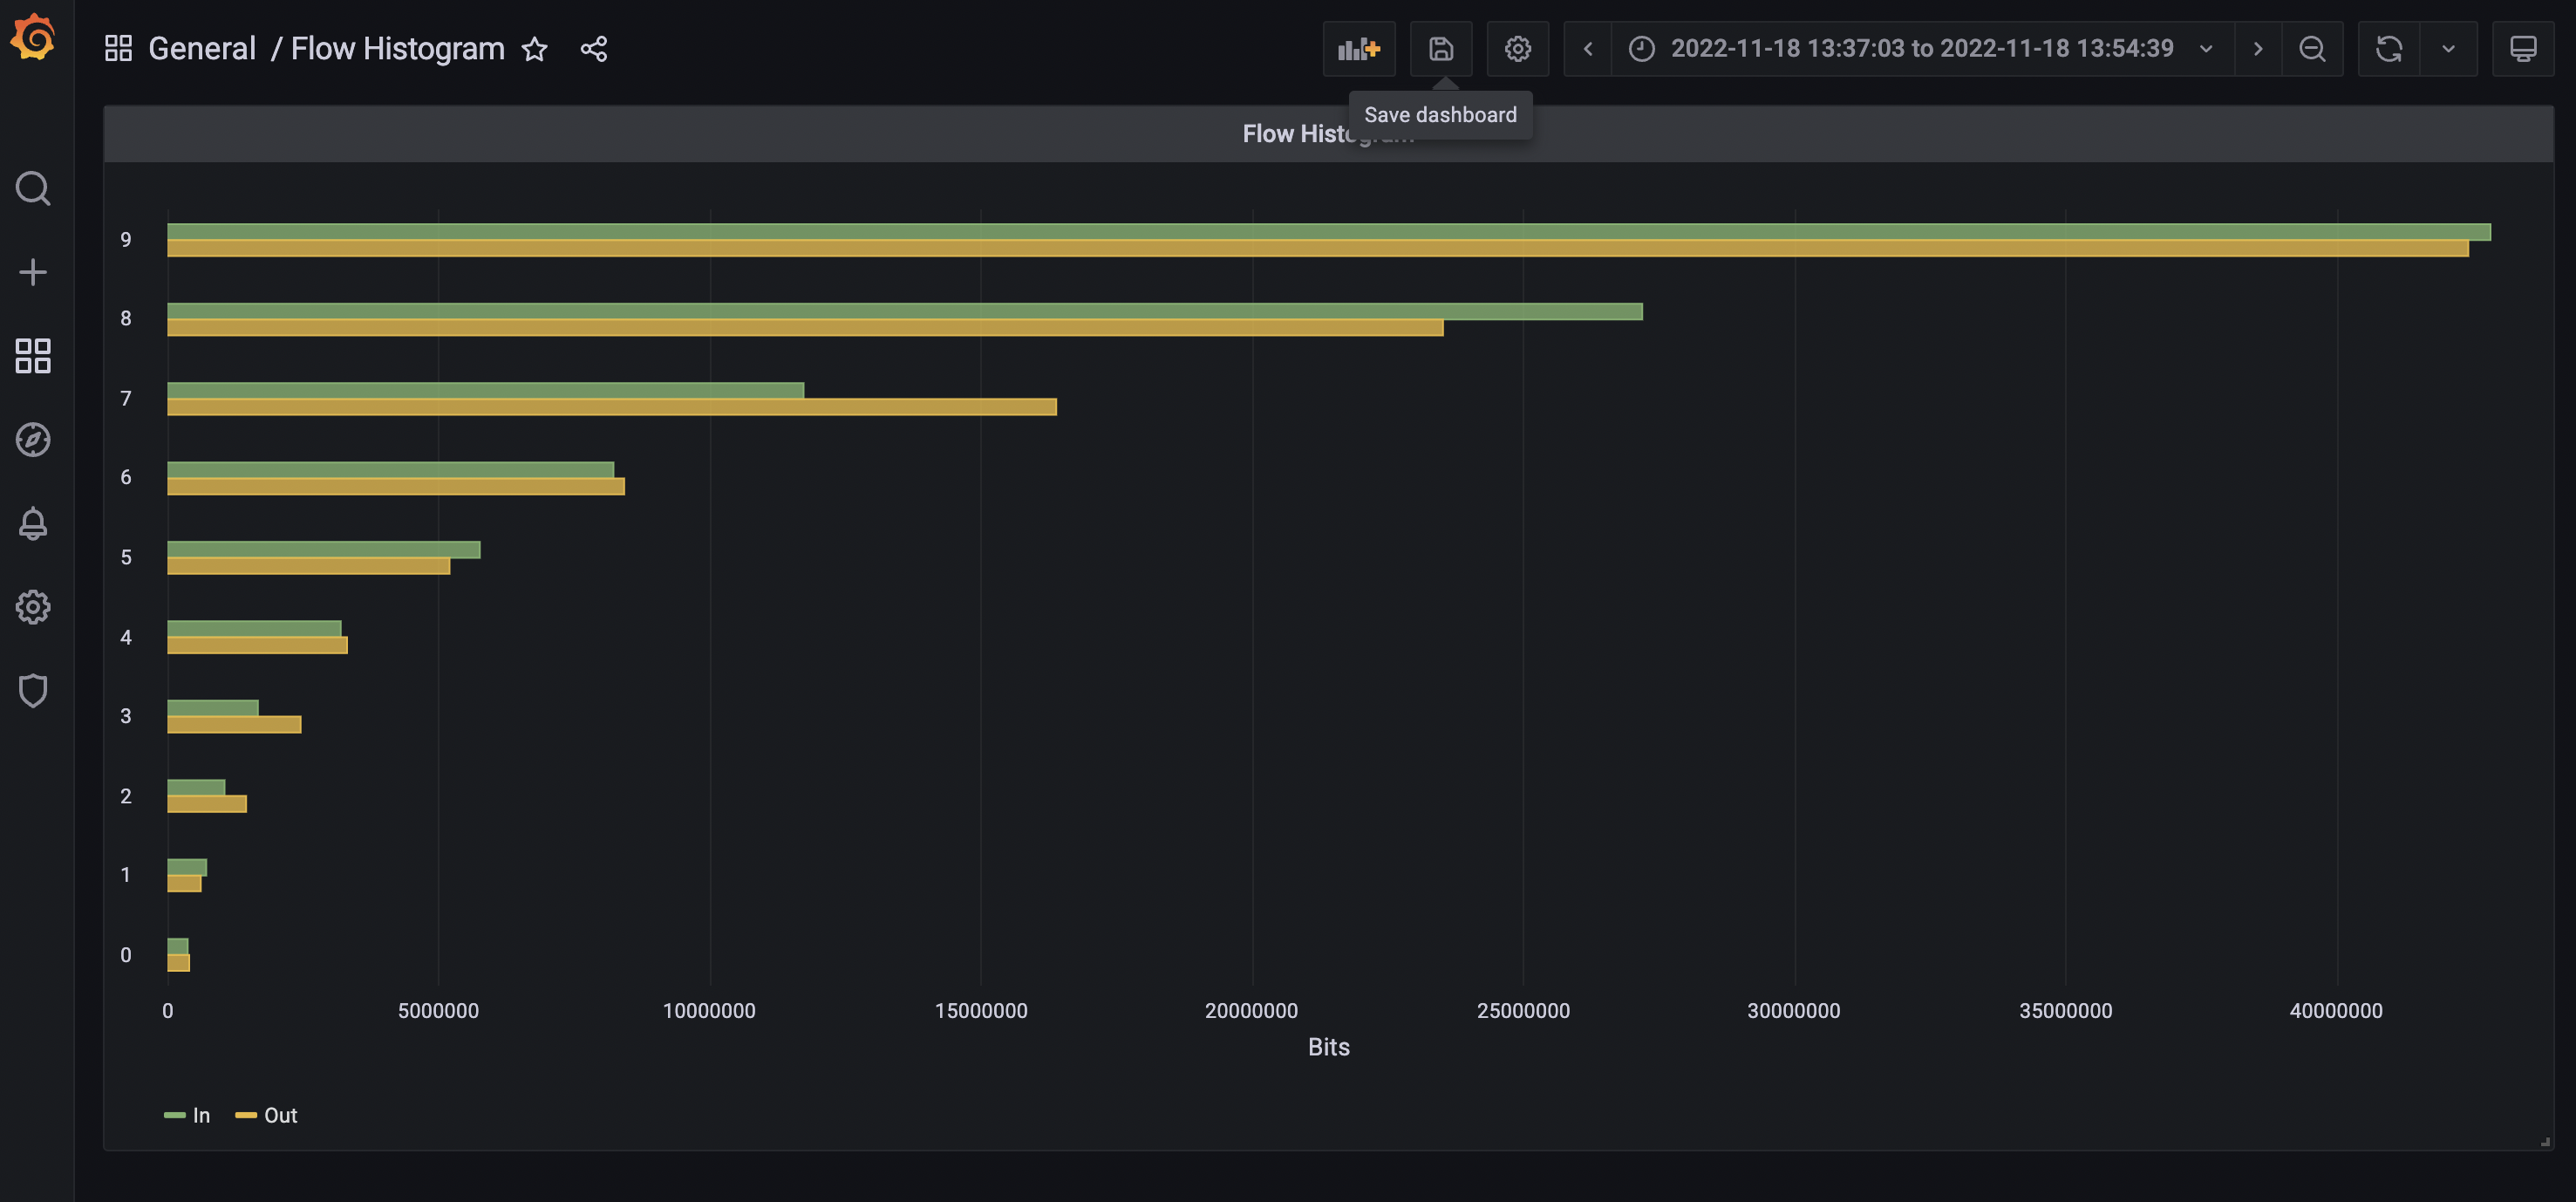 General / Flow Histogram
2022-11-18 13:37:03 to 2022-11-18 13:54:39
Save dashboard
Flow Histogram
9
8
7
6
5
4
3
2
1
0
0 5000000 10000000 15000000 20000000 25000000 30000000 35000000 40000000
Bits
In Out